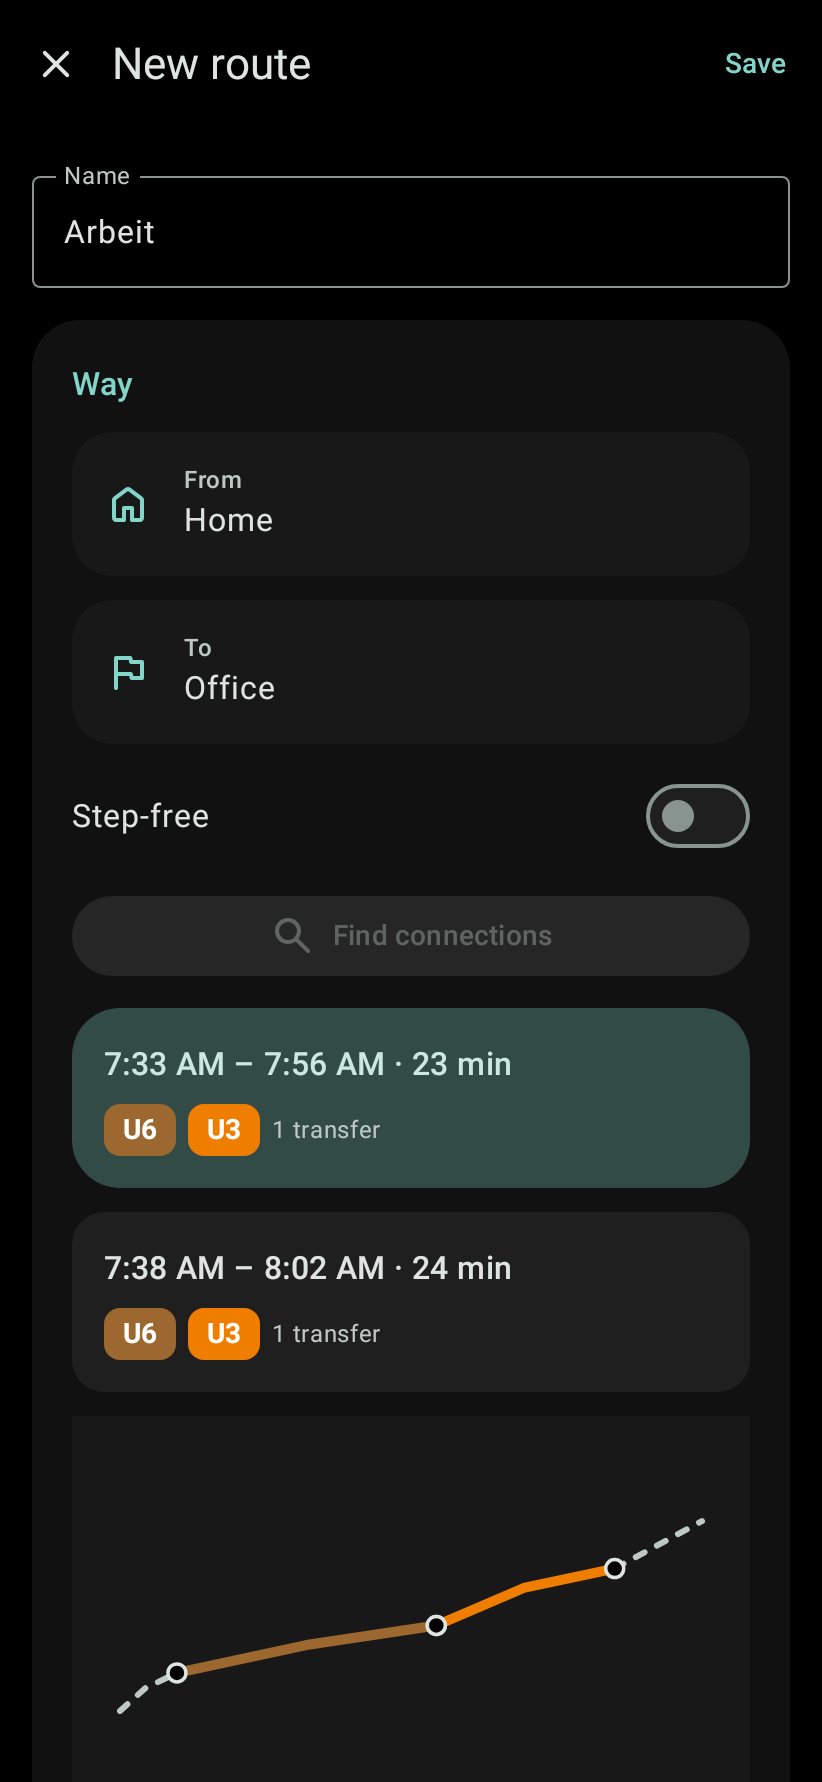 New route
Save
Name
Arbeit
Way
From
Home
To
Office
Step-free
Find connections
7:33 AM – 7:56 AM · 23 min
U6 U3 1 transfer
7:38 AM – 8:02 AM · 24 min
U6 U3 1 transfer